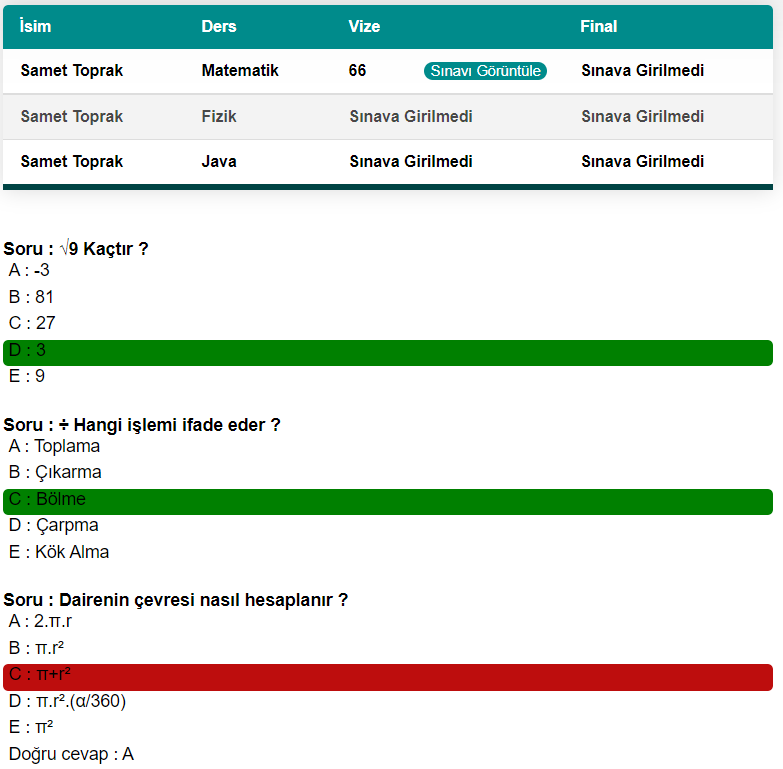 İsim Ders Vize Final
Samet Toprak Matematik 66 Sınavı Görüntüle Sınava Girilmedi
Samet Toprak Fizik Sınava Girilmedi Sınava Girilmedi
Samet Toprak Java Sınava Girilmedi Sınava Girilmedi
Soru : √9 Kaçtır ?
A : -3
B : 81
C : 27
D : 3
E : 9
Soru : ÷ Hangi işlemi ifade eder ?
A : Toplama
B : Çıkarma
C : Bölme
D : Çarpma
E : Kök Alma
Soru : Dairenin çevresi nasıl hesaplanır ?
A : 2.π.r
B : π.r²
C : π+r²
D : π.r².(α/360)
E : π²
Doğru cevap : A